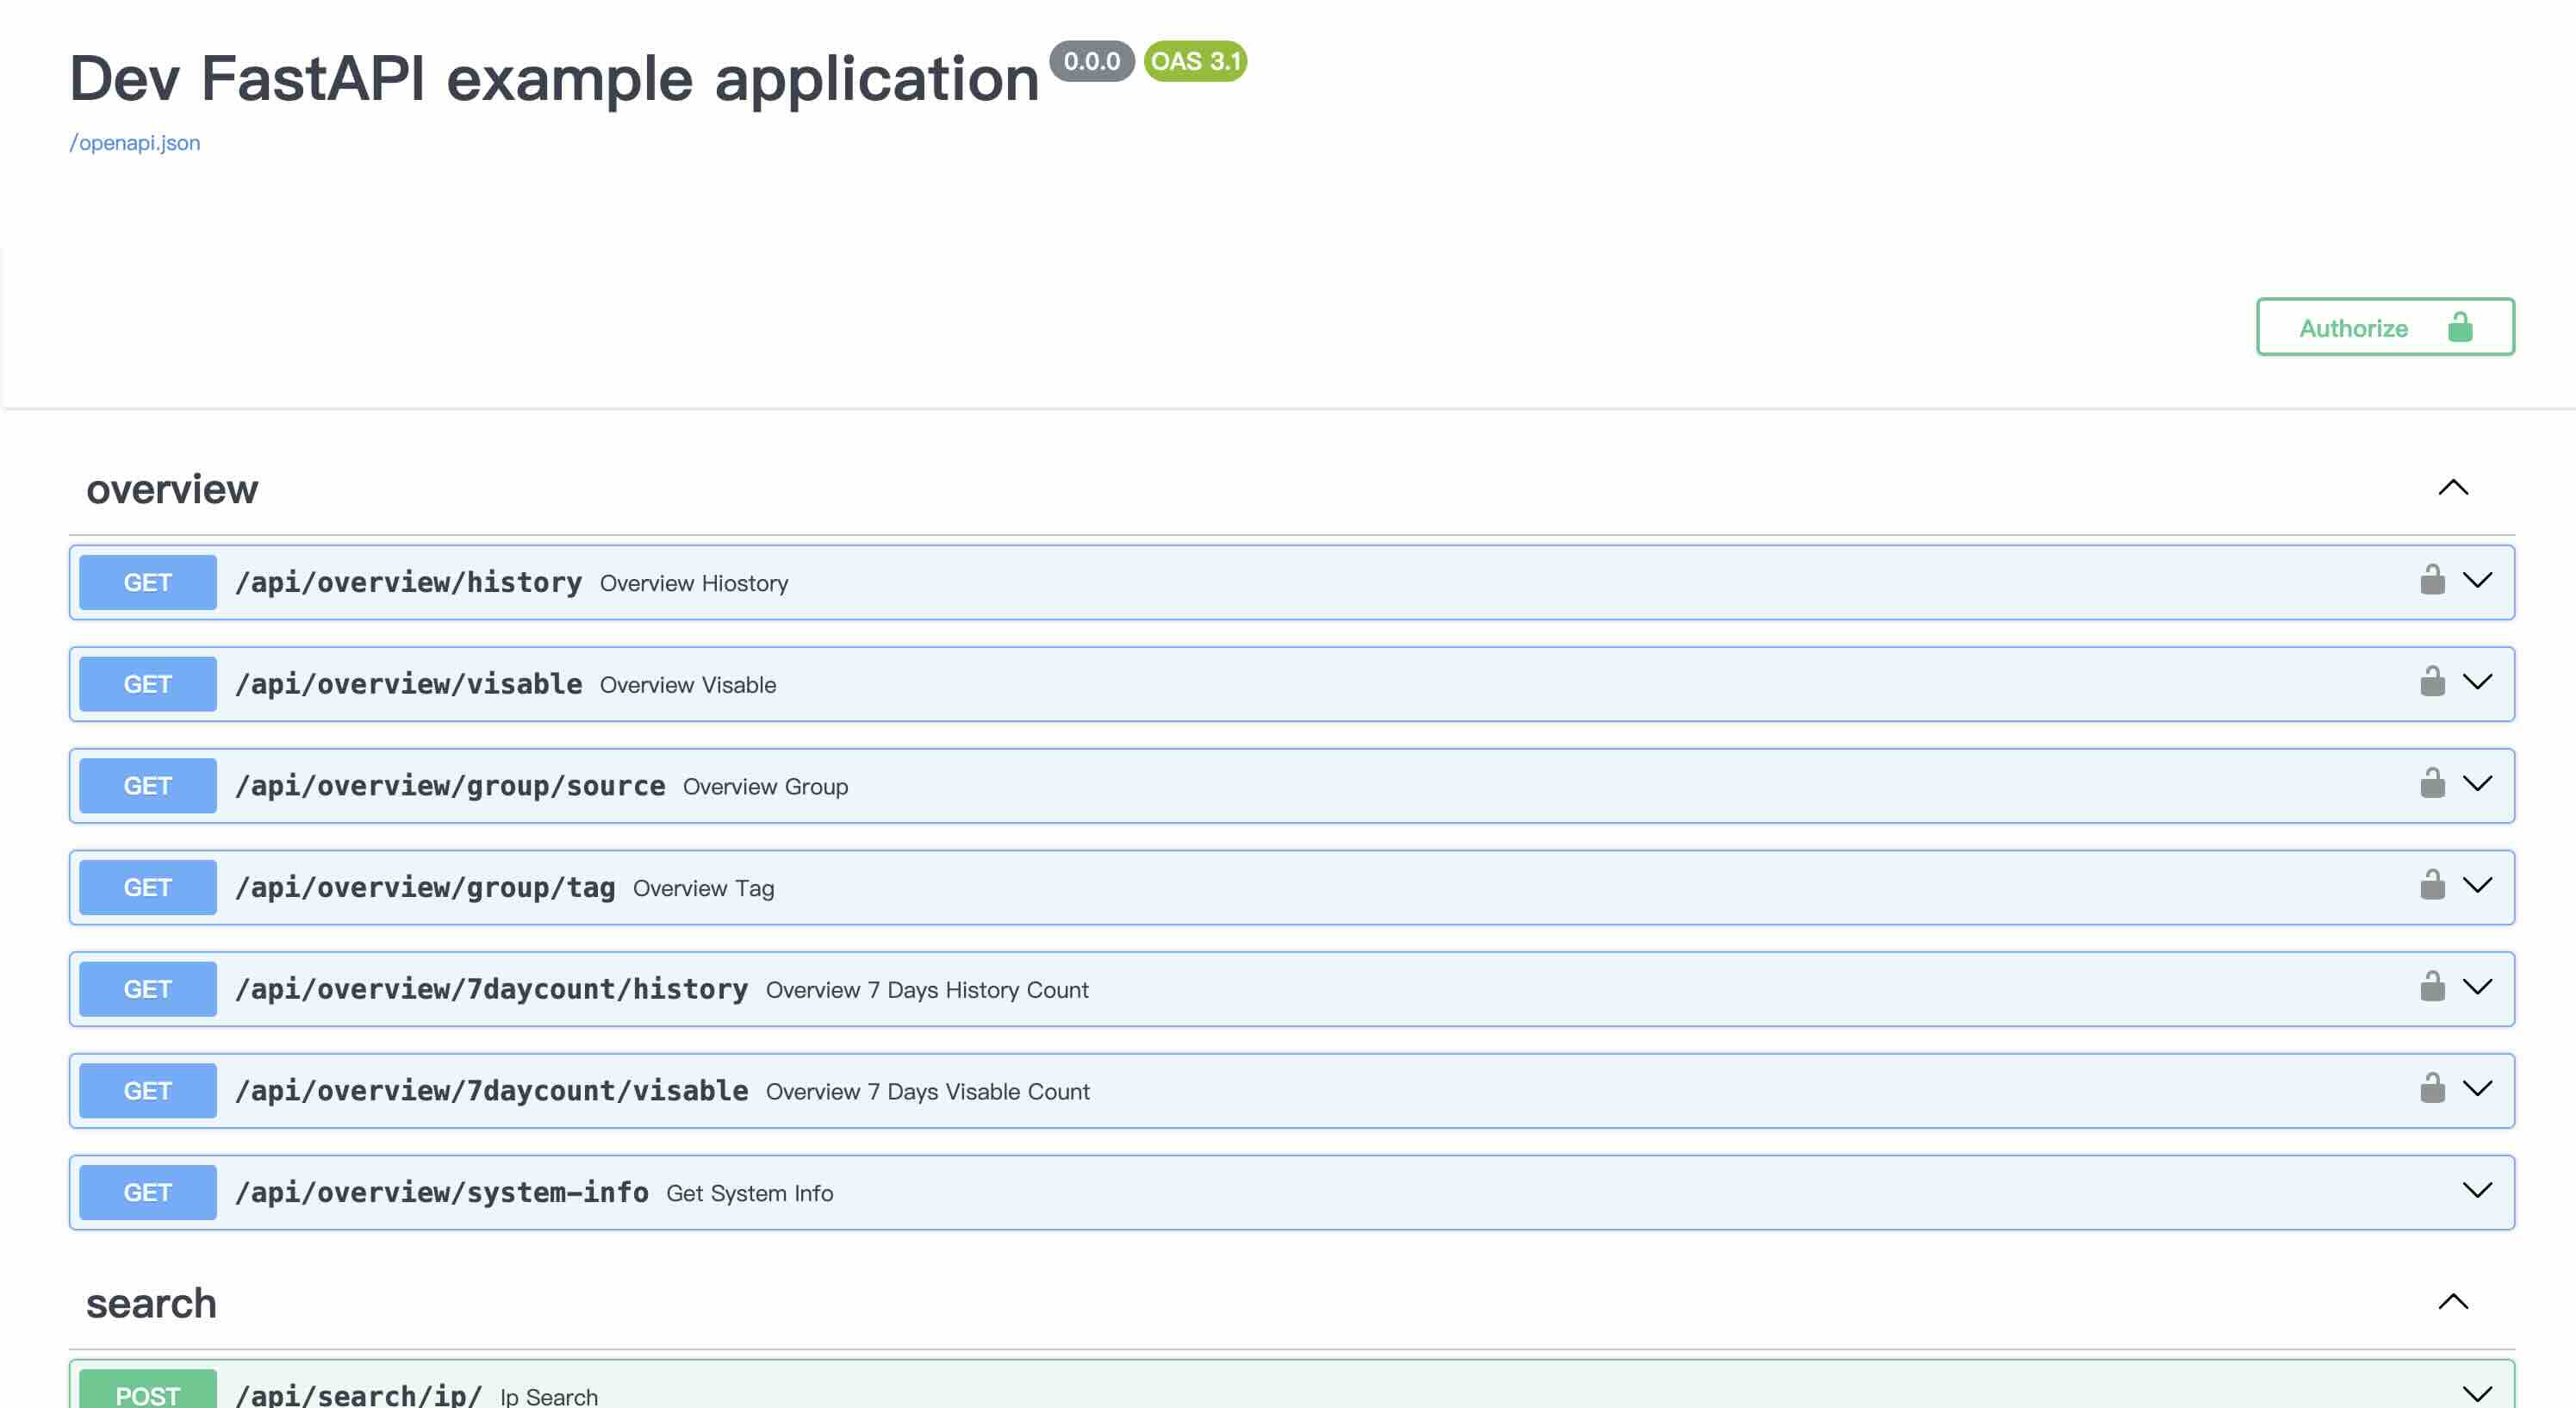 Dev FastAPI example application 0.0.0 OAS 3.1
/openapi.json
Authorize
overview
GET /api/overview/history Overview Hiostory
GET /api/overview/visable Overview Visable
GET /api/overview/group/source Overview Group
GET /api/overview/group/tag Overview Tag
GET /api/overview/7daycount/history Overview 7 Days History Count
GET /api/overview/7daycount/visable Overview 7 Days Visable Count
GET /api/overview/system-info Get System Info
search
POST /api/search/ip/ Ip Search